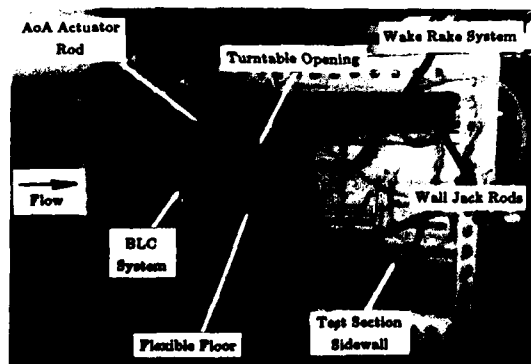 AoA Actuator
Rod
Wake Rake System
Turntable Opening
Flow
Wall Jack Rods
BLC
System
Flexible Floor
Test Section
Sidewall